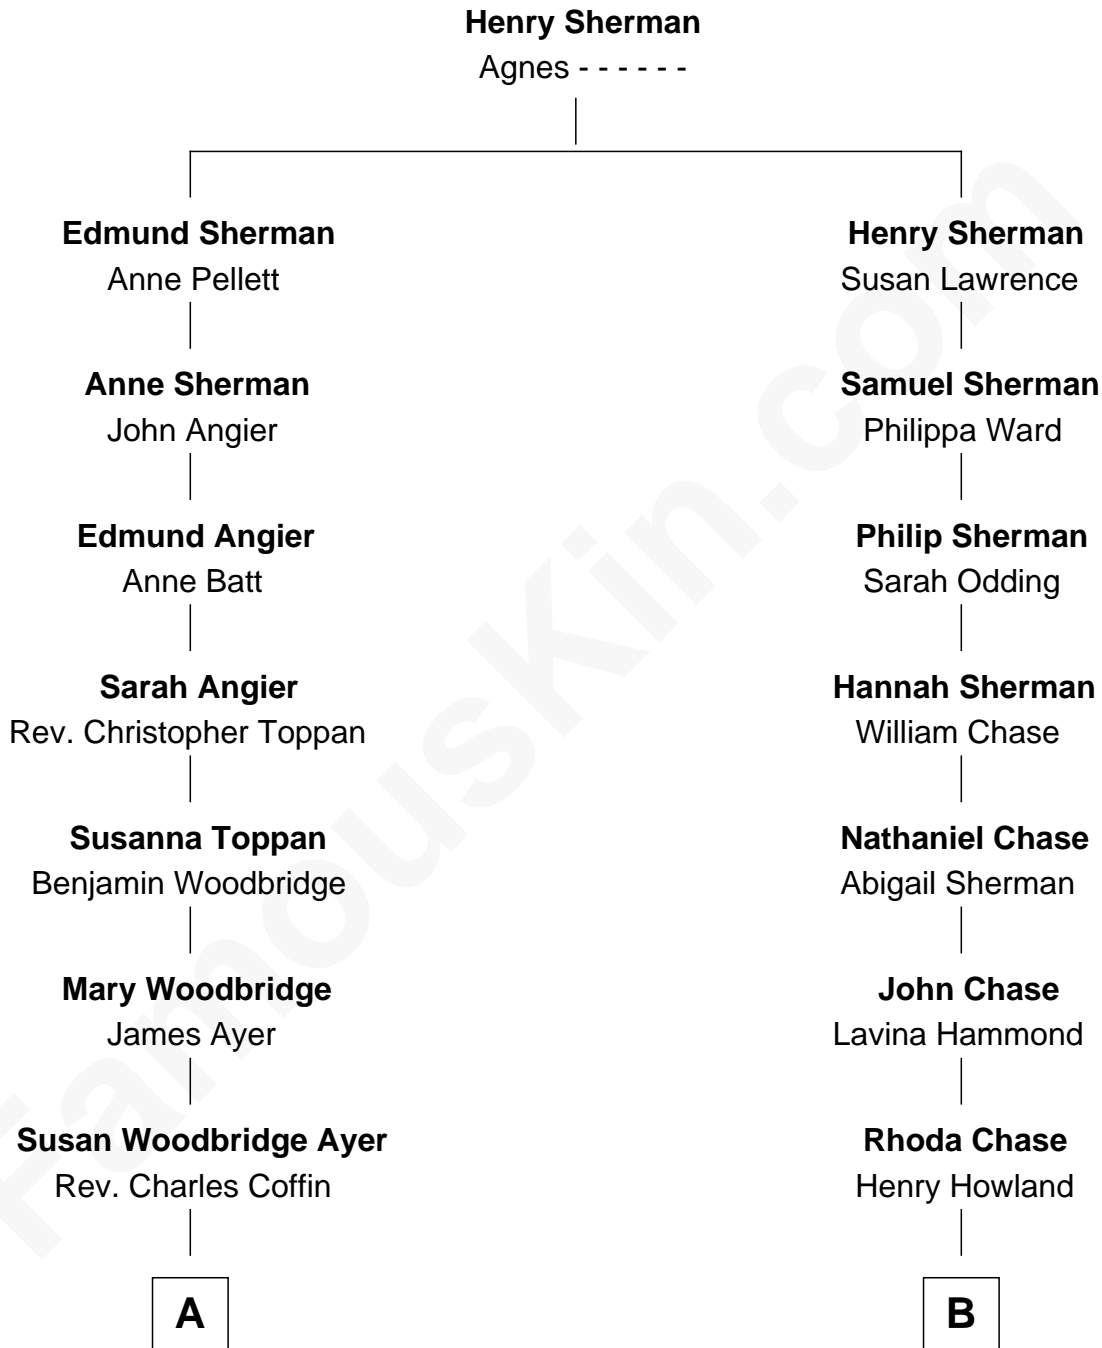 Henry Sherman
Agnes - - - - - -
Edmund Sherman
Anne Pellett
Henry Sherman
Susan Lawrence
Anne Sherman
John Angier
Samuel Sherman
Philippa Ward
Edmund Angier
Anne Batt
Philip Sherman
Sarah Odding
Sarah Angier
Rev. Christopher Toppan
Hannah Sherman
William Chase
Susanna Toppan
Benjamin Woodbridge
Nathaniel Chase
Abigail Sherman
Mary Woodbridge
James Ayer
John Chase
Lavina Hammond
Susan Woodbridge Ayer
Rev. Charles Coffin
Rhoda Chase
Henry Howland
A
B
FamousKin.com